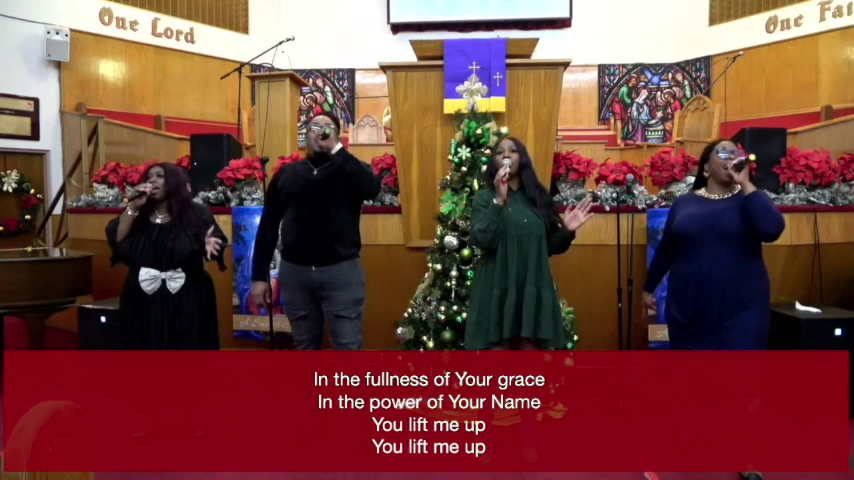 One Lord
One Fai
In the fullness of Your grace
In the power of Your Name
You lift me up
You lift me up